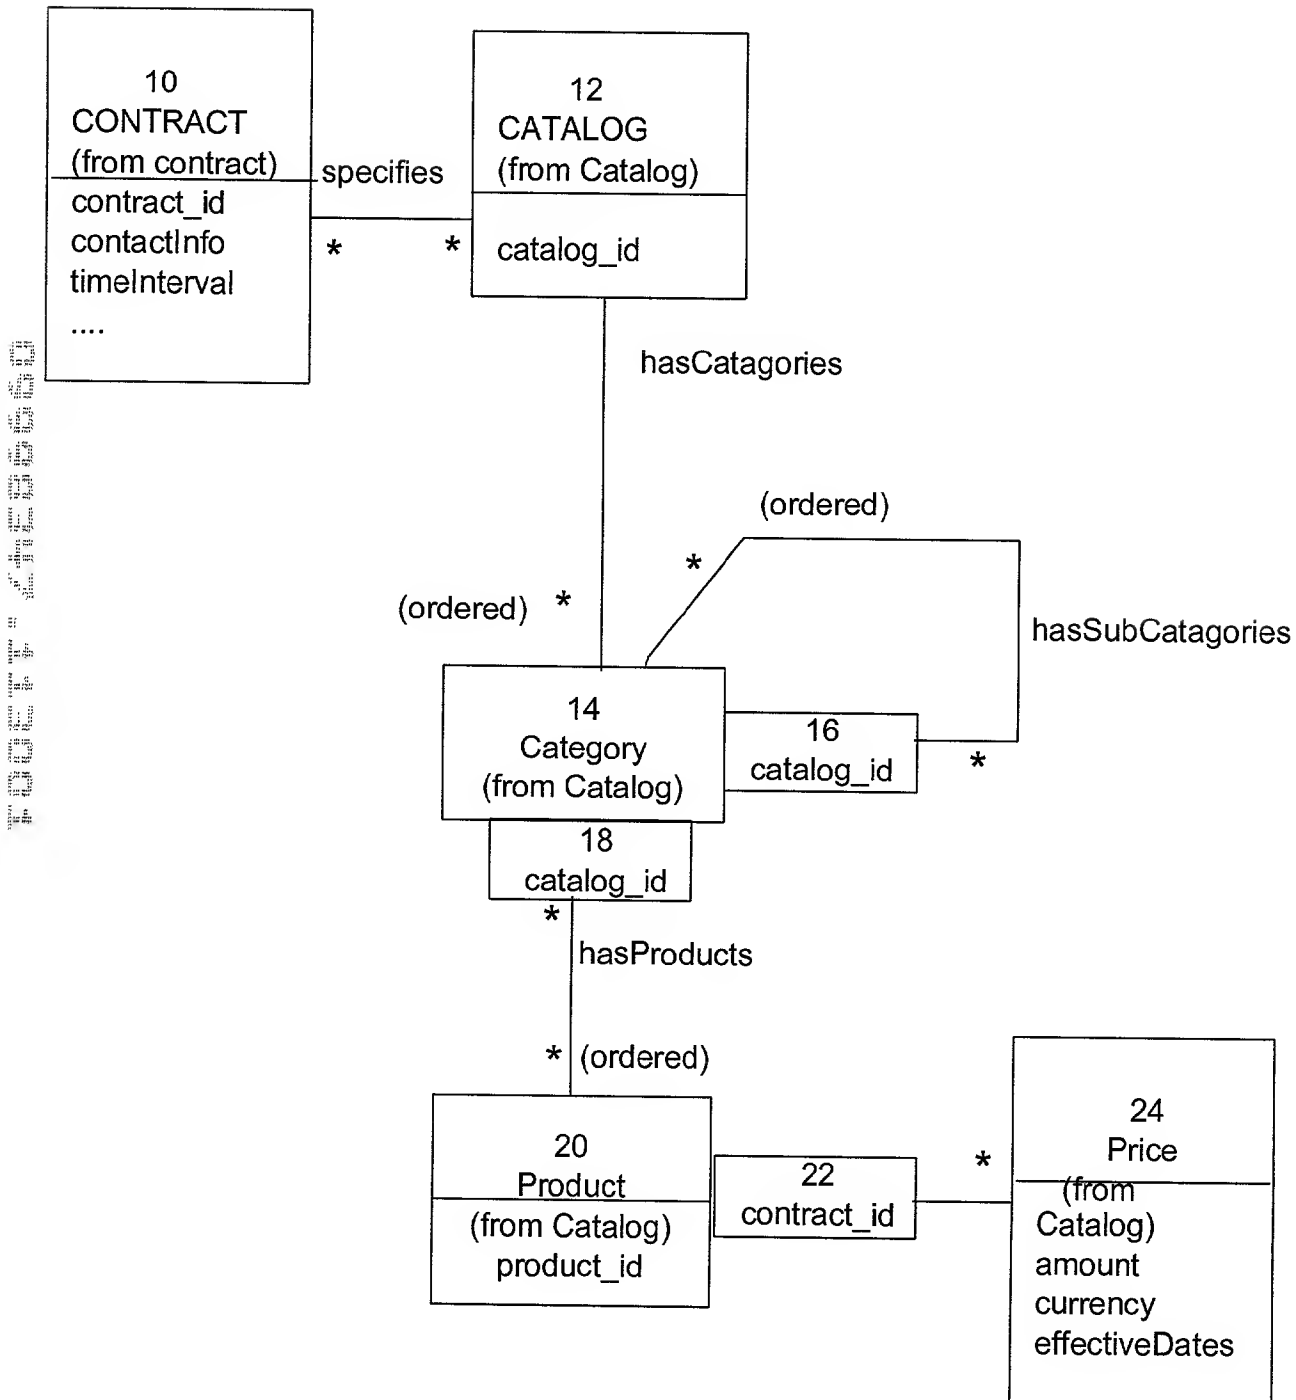 10
CONTRACT
(from contract)
contract_id
contactInfo
timeInterval
....
specifies
*
*
12
CATALOG
(from Catalog)
catalog_id
hasCatagories
(ordered)
*
(ordered)
*
hasSubCatagories
14
Category
(from Catalog)
16
catalog_id
*
18
catalog_id
*
hasProducts
*
(ordered)
20
Product
(from Catalog)
product_id
22
contract_id
*
24
Price
(from
Catalog)
amount
currency
effectiveDates